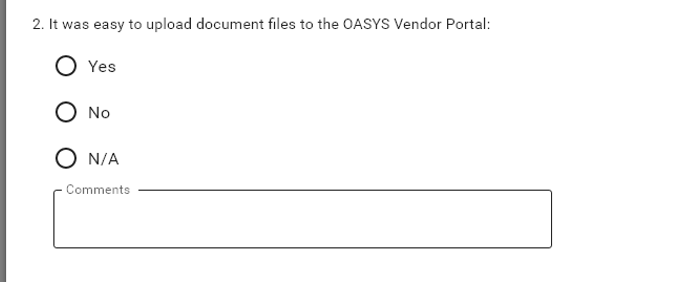 2. It was easy to upload document files to the OASYS Vendor Portal:
Yes
No
N/A
Comments